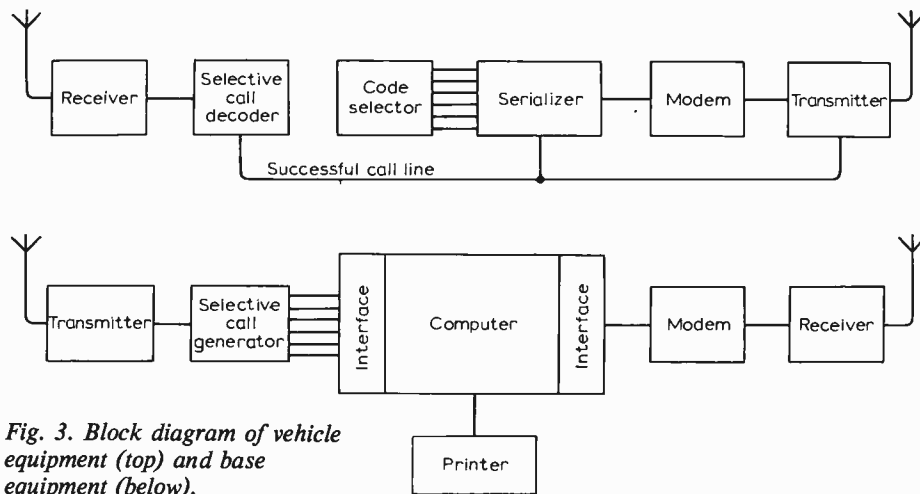 Receiver
Selective
call
decoder
Code
selector
Serializer
Modem
Transmitter
Successful call line
Transmitter
Selective
call
generator
Interface
Computer
Interface
Modem
Receiver
Printer
Fig. 3. Block diagram of vehicle
equipment (top) and base
equipment (below).